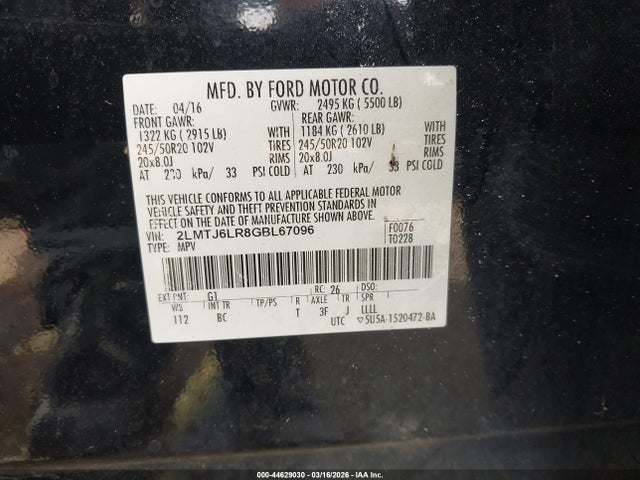 MFD. BY FORD MOTOR CO.
DATE: 04/16 GVWR: 2495 KG ( 5500 LB)
FRONT GAWR: REAR GAWR:
1322 KG ( 2915 LB) WITH 1184 KG ( 2610 LB) WITH
245/50R20 102V TIRES 245/50R20 102V TIRES
20x8.0J RIMS 20x8.0J RIMS
AT 230 kPa/ 33 PSI COLD AT 230 kPa/ 33 PSI COLD
THIS VEHICLE CONFORMS TO ALL APPLICABLE FEDERAL MOTOR
VEHICLE SAFETY AND THEFT PREVENTION STANDARDS IN
EFFECT ON THE DATE OF MANUFACTURE SHOWN ABOVE.
VIN: 2LMTJ6LR8GBL67096 F0076
TYPE: MPV T0228
EXT PNT: G1 RC: 26 DSO:
WB INT TR TP/PS R AXLE TR SPR
112 BC T 3F J LLLL
UTC ▽5U5A-1520472-BA
000-44629030 - 03/16/2026 - IAA Inc.